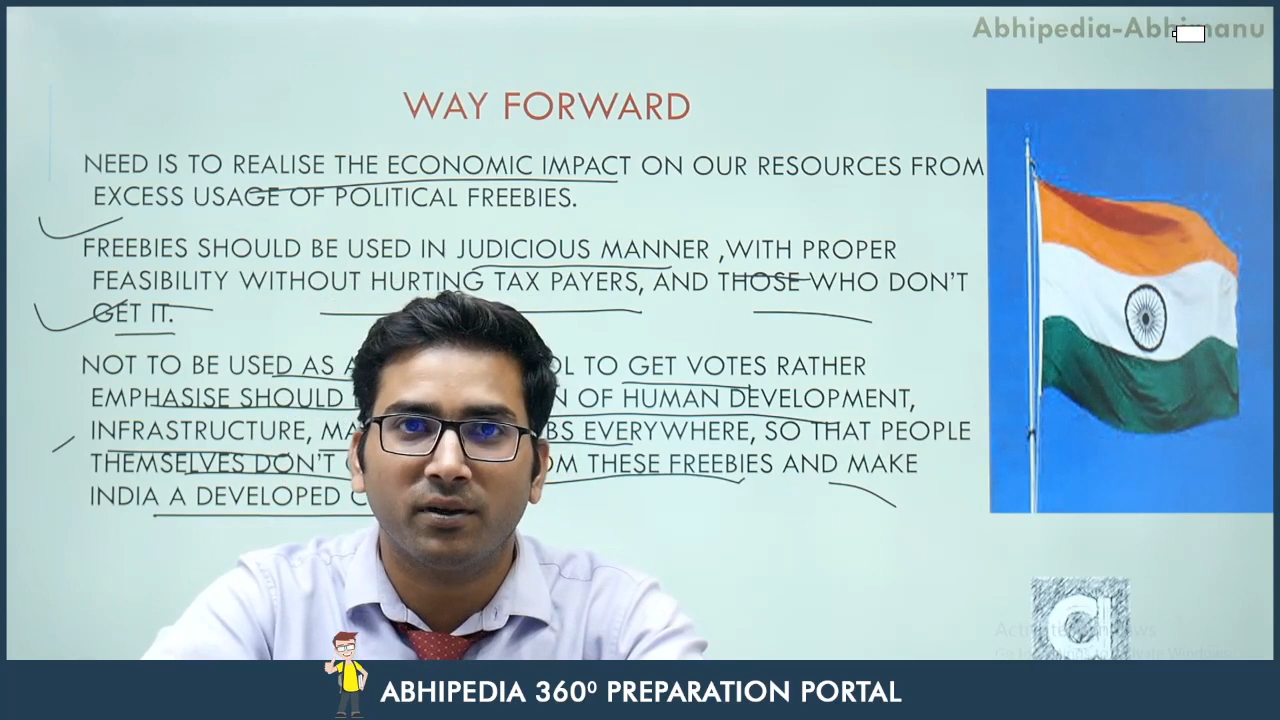 Abhipedia-Abhimanu
WAY FORWARD
NEED IS TO REALISE THE ECONOMIC IMPACT ON OUR RESOURCES FROM
EXCESS USAGE OF POLITICAL FREEBIES.
FREEBIES SHOULD BE USED IN JUDICIOUS MANNER ,WITH PROPER
FEASIBILITY WITHOUT HURTING TAX PAYERS, AND THOSE WHO DON'T
GET IT.
NOT TO BE USED AS TO GET VOTES RATHER
EMPHASISE SHOULD OF HUMAN DEVELOPMENT,
INFRASTRUCTURE, EVERYWHERE, SO THAT PEOPLE
THEMSELVES DON'T THESE FREEBIES AND MAKE
INDIA A DEVELOPED
ABHIPEDIA 360⁰ PREPARATION PORTAL